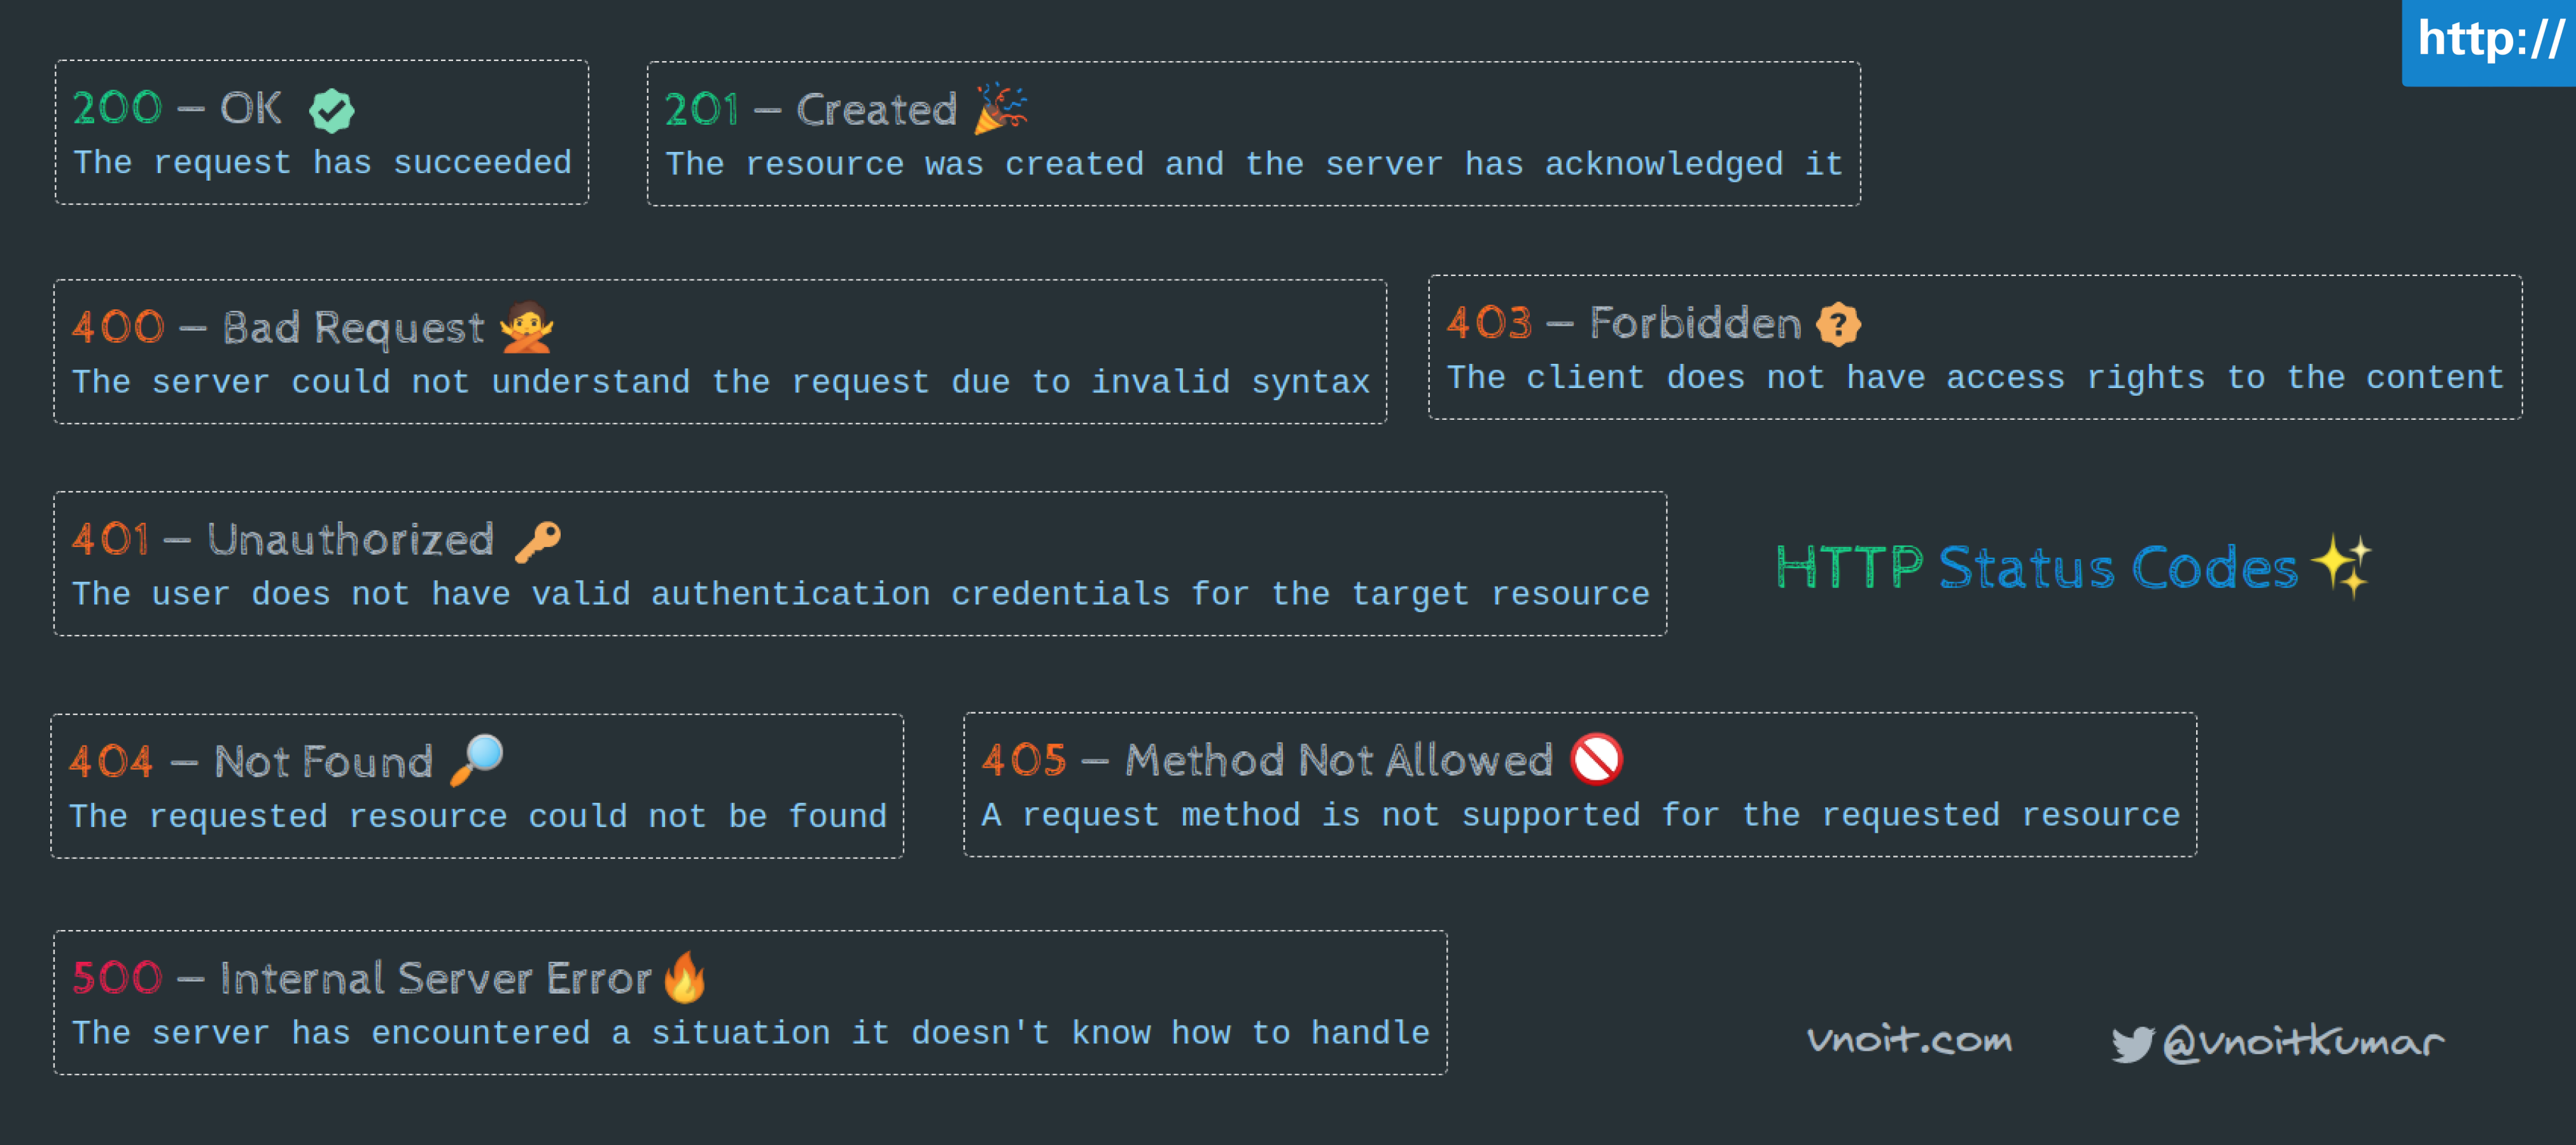 http://
200 – OK
The request has succeeded
201 – Created
The resource was created and the server has acknowledged it
400 – Bad Request
The server could not understand the request due to invalid syntax
403 – Forbidden
The client does not have access rights to the content
401 – Unauthorized
The user does not have valid authentication credentials for the target resource
HTTP Status Codes
404 – Not Found
The requested resource could not be found
405 – Method Not Allowed
A request method is not supported for the requested resource
500 – Internal Server Error
The server has encountered a situation it doesn't know how to handle
vnoit.com
@vnoitkumar